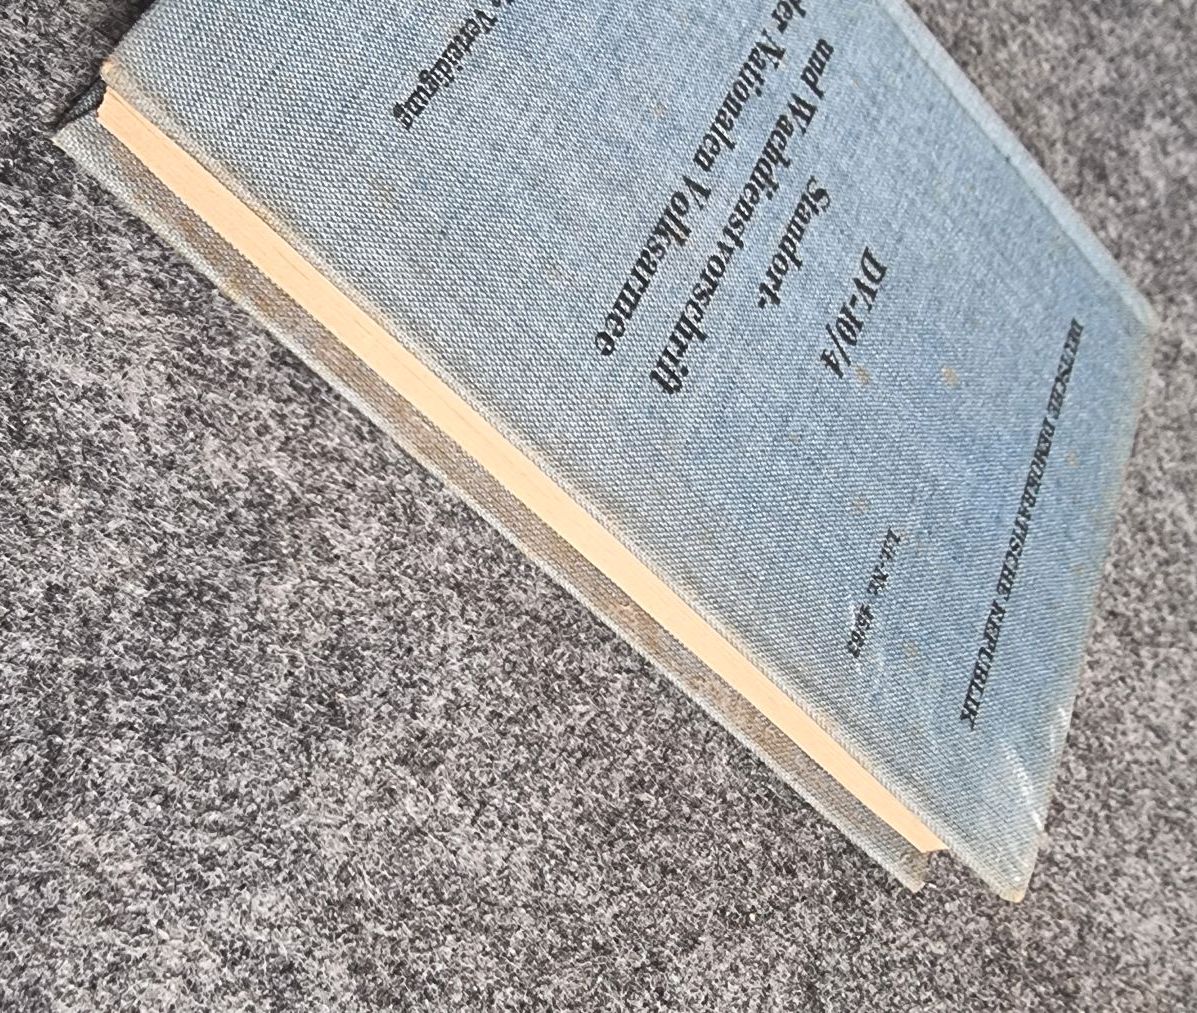 DEUTSCHE DEMOKRATISCHE REPUBLIK
DV-10/4
Standort-
und Wachdienstvorschrift
der Nationalen Volksarmee
Verteidigung